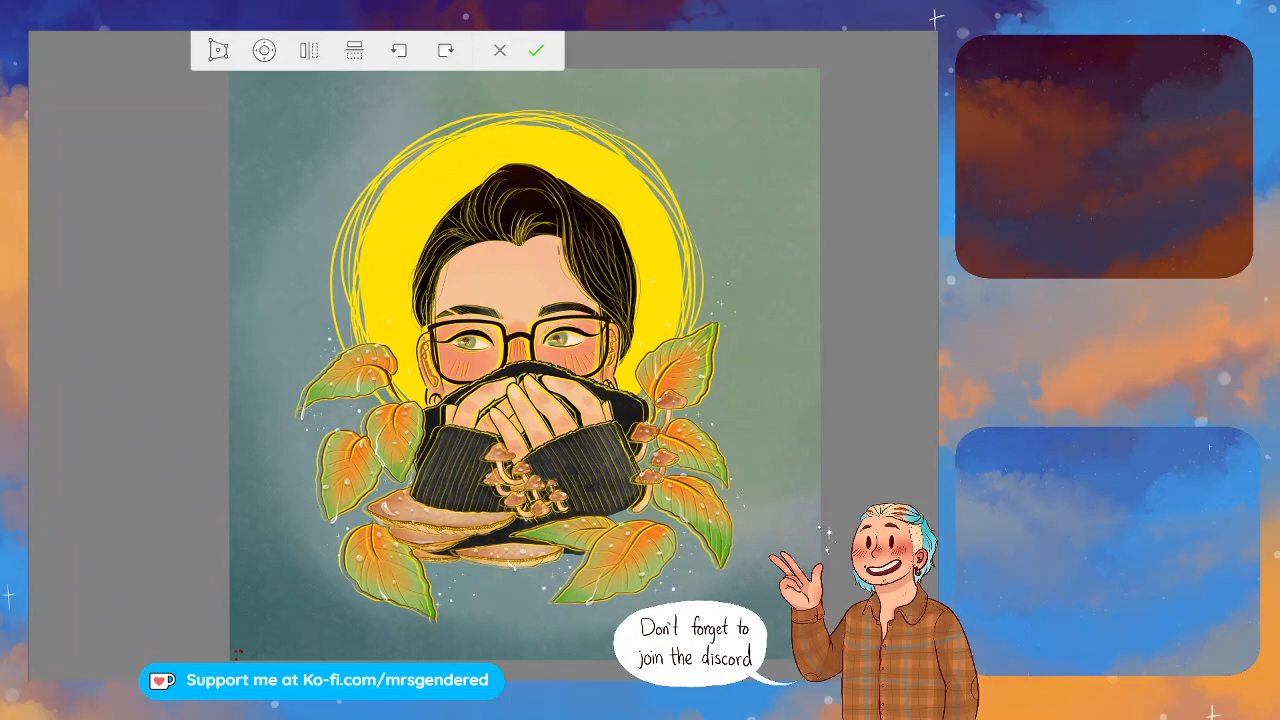 Don't forget to
join the discord
Support me at Ko-fi.com/mrsgendered